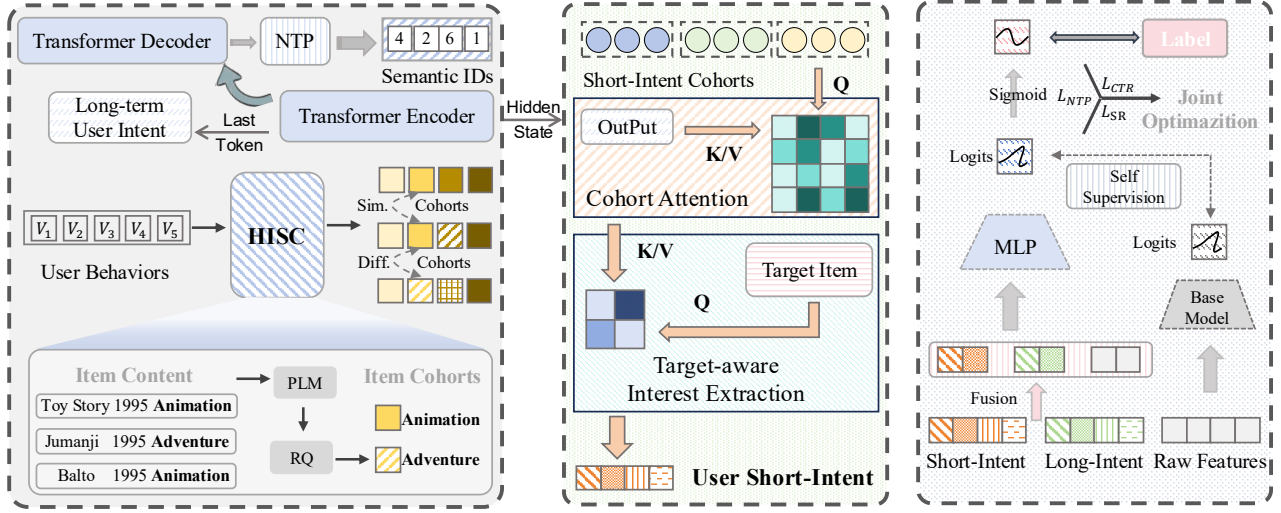 Transformer Decoder
NTP
4 2 6 1
Semantic IDs
Long-term
User Intent
Last
Token
Transformer Encoder
Hidden
State
V1 V2 V3 V4 V5
User Behaviors
HISC
Sim. Cohorts
Diff. Cohorts
Item Content
PLM
Item Cohorts
Toy Story 1995 Animation
Jumanji 1995 Adventure
Balto 1995 Animation
RQ
Animation
Adventure
Short-Intent Cohorts
Q
OutPut
K/V
Cohort Attention
K/V
Target Item
Q
Target-aware
Interest Extraction
User Short-Intent
Label
Sigmoid
L_NTP
L_CTR
L_SR
Joint
Optimazition
Logits
Self
Supervision
MLP
Logits
Base
Model
Fusion
Short-Intent
Long-Intent
Raw Features